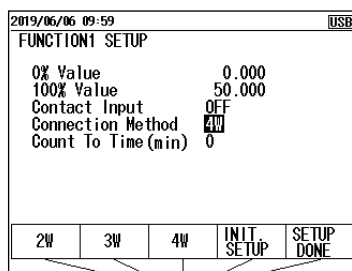 2019/06/06 09:59 USB
FUNCTION1 SETUP
0% Value 0.000
100% Value 50.000
Contact Input OFF
Connection Method 4W
Count To Time(min) 0
2W 3W 4W INIT. SETUP SETUP DONE